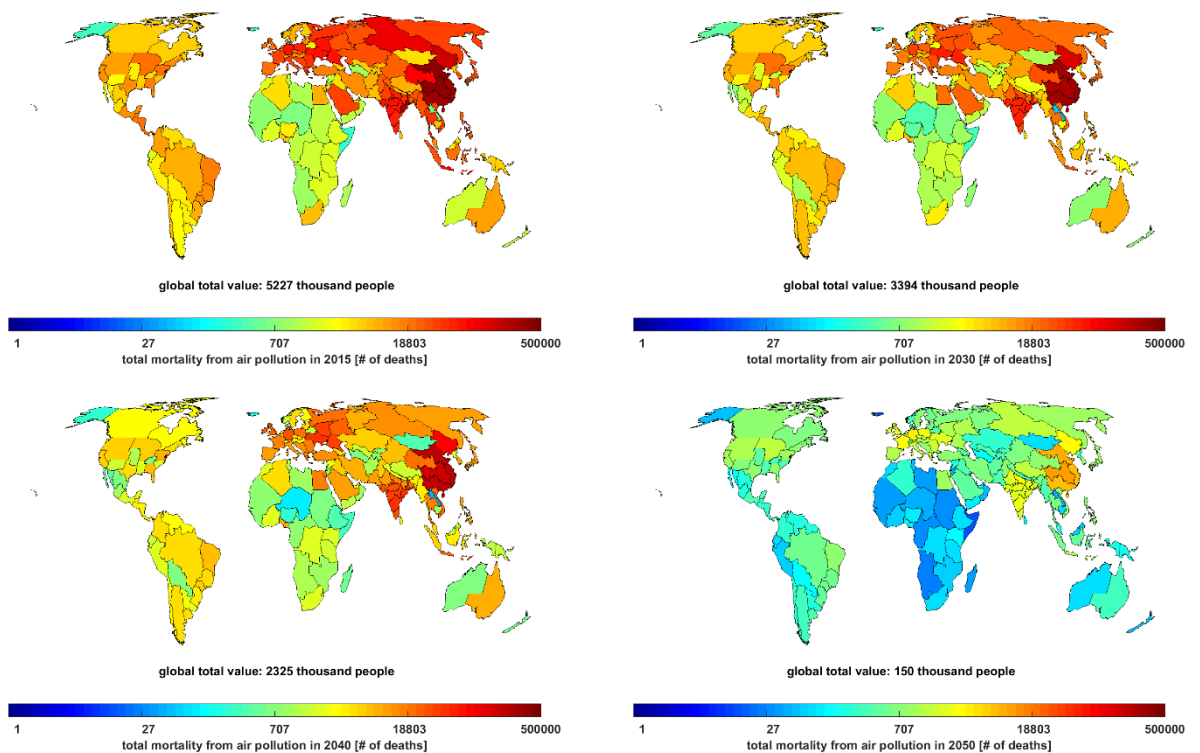 global total value: 5227 thousand people
1 27 707 18803 500000
total mortality from air pollution in 2015 [# of deaths]
global total value: 3394 thousand people
1 27 707 18803 500000
total mortality from air pollution in 2030 [# of deaths]
global total value: 2325 thousand people
1 27 707 18803 500000
total mortality from air pollution in 2040 [# of deaths]
global total value: 150 thousand people
1 27 707 18803 500000
total mortality from air pollution in 2050 [# of deaths]